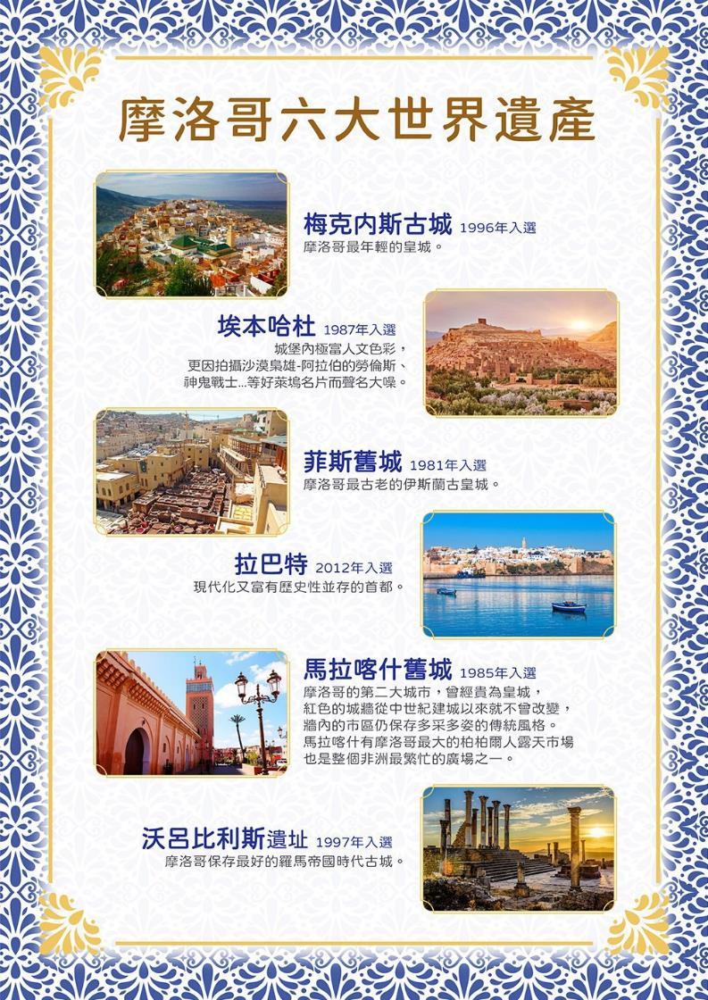 摩洛哥六大世界遺產
梅克內斯古城 1996年入選
摩洛哥最年輕的皇城。
埃本哈杜 1987年入選
城堡內極富人文色彩，
更因拍攝沙漠梟雄-阿拉伯的勞倫斯、
神鬼戰士...等好萊塢名片而聲名大噪。
菲斯舊城 1981年入選
摩洛哥最古老的伊斯蘭古皇城。
拉巴特 2012年入選
現代化又富有歷史性並存的首都。
馬拉喀什舊城 1985年入選
摩洛哥的第二大城市，曾經貴為皇城，
紅色的城牆從中世紀建城以來就不曾改變，
牆內的市區仍保存多采多姿的傳統風格。
馬拉喀什有摩洛哥最大的柏柏爾人露天市場
也是整個非洲最繁忙的廣場之一。
沃呂比利斯遺址 1997年入選
摩洛哥保存最好的羅馬帝國時代古城。